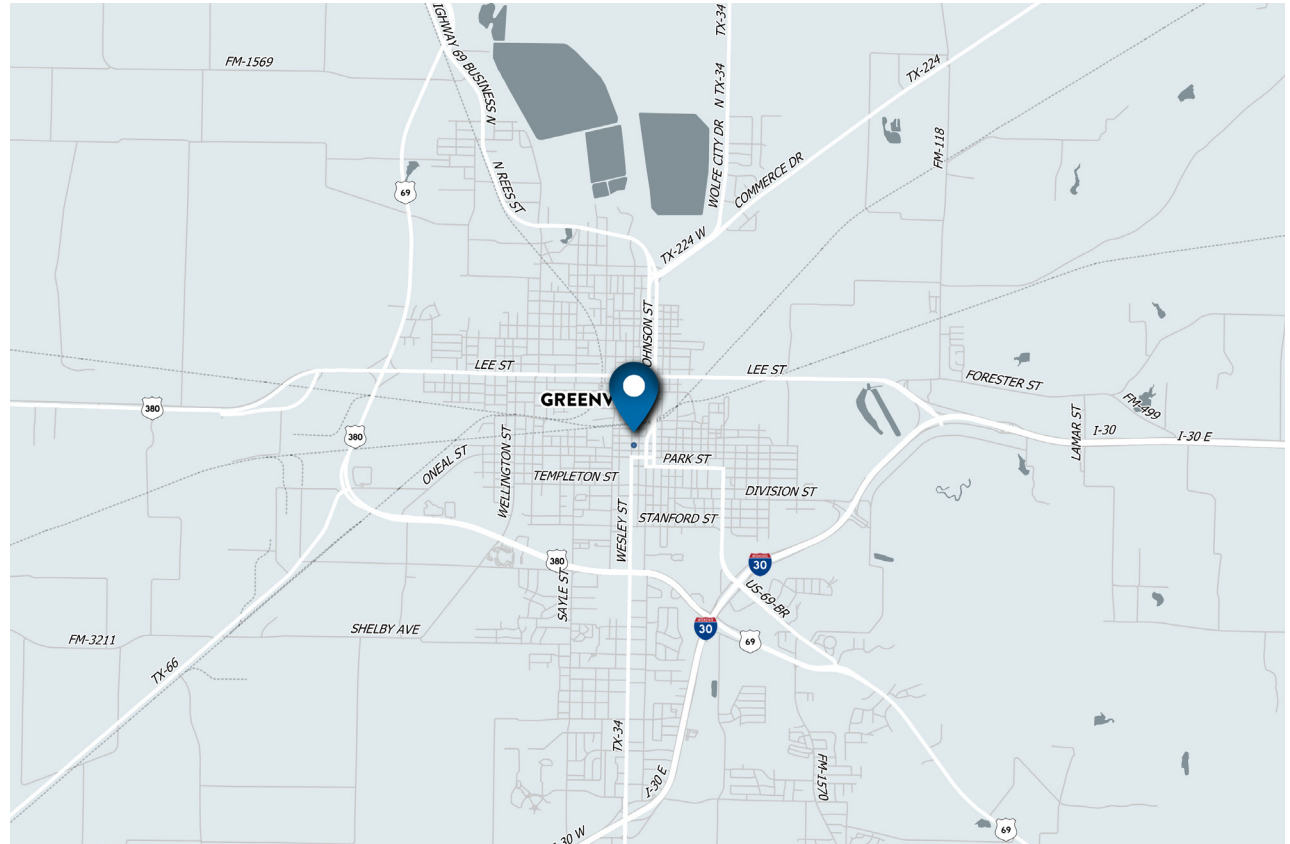 TX-34
HIGHWAY 69 BUSINESS N
FM-1569
TX-224
N TX-34
WOLFE CITY DR
FM-118
COMMERCE DR
69
N REES ST
TX-224 W
JOHNSON ST
LEE ST
LEE ST
FORESTER ST
380
GREENV
FM-499
LAMAR ST
I-30
I-30 E
380
ONEAL ST
WELLINGTON ST
PARK ST
TEMPLETON ST
DIVISION ST
WESLEY ST
STANFORD ST
380
30
SAYLE ST
US-69-BR
30
69
SHELBY AVE
FM-3211
TX-66
TX-34
I-30 E
FM-1570
69
-30 W